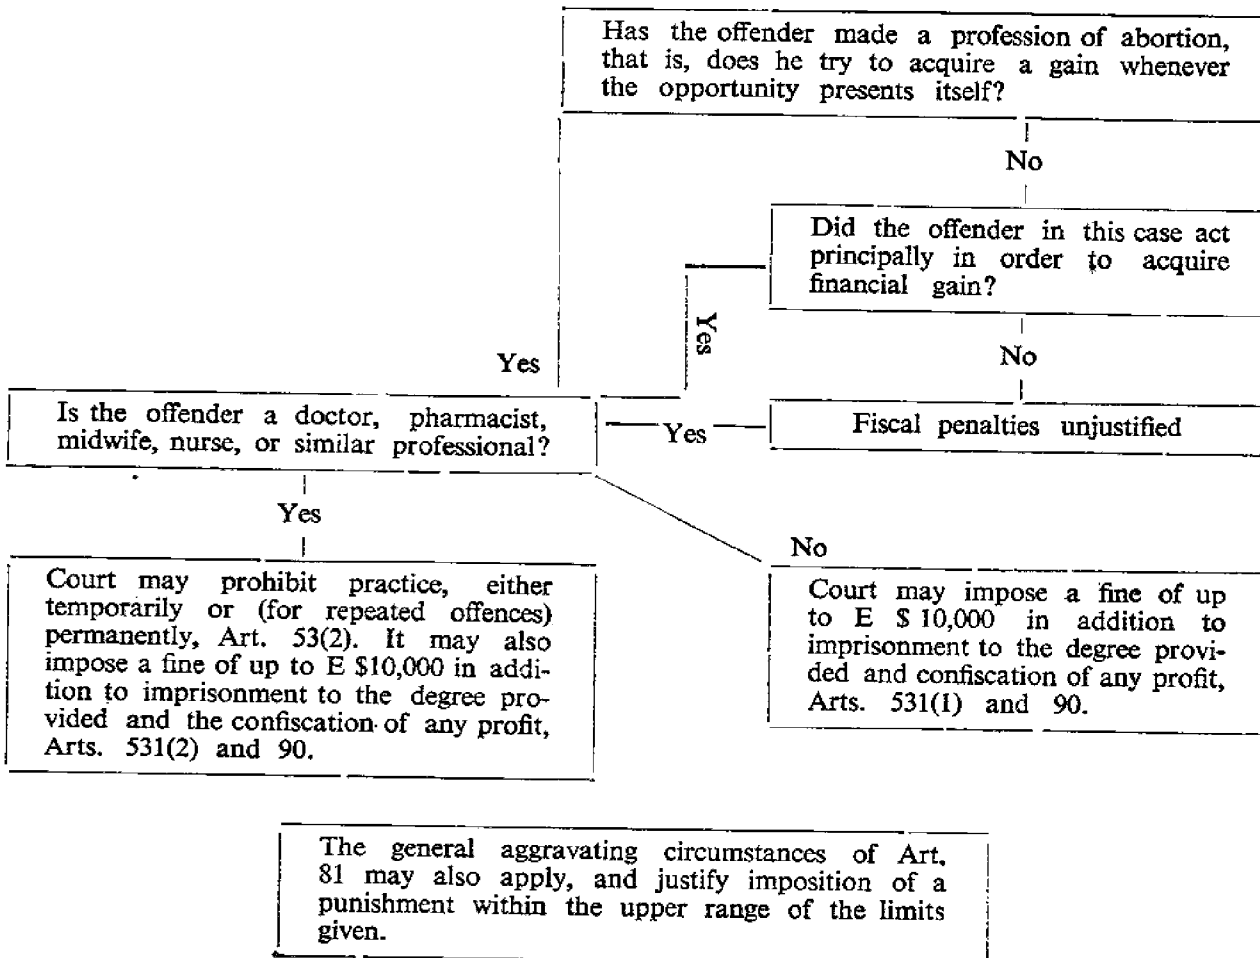 Has the offender made a profession of abortion,
that is, does he try to acquire a gain whenever
the opportunity presents itself?
No
Did the offender in this case act
principally in order to acquire
financial gain?
Yes
No
Yes
Is the offender a doctor, pharmacist,
midwife, nurse, or similar professional?
Yes
Fiscal penalties unjustified
Yes
No
Court may prohibit practice, either
temporarily or (for repeated offences)
permanently, Art. 53(2). It may also
impose a fine of up to E $10,000 in addi-
tion to imprisonment to the degree pro-
vided and the confiscation of any profit,
Arts. 531(2) and 90.
Court may impose a fine of up
to E $ 10,000 in addition to
imprisonment to the degree provi-
ded and confiscation of any profit,
Arts. 531(1) and 90.
The general aggravating circumstances of Art.
81 may also apply, and justify imposition of a
punishment within the upper range of the limits
given.